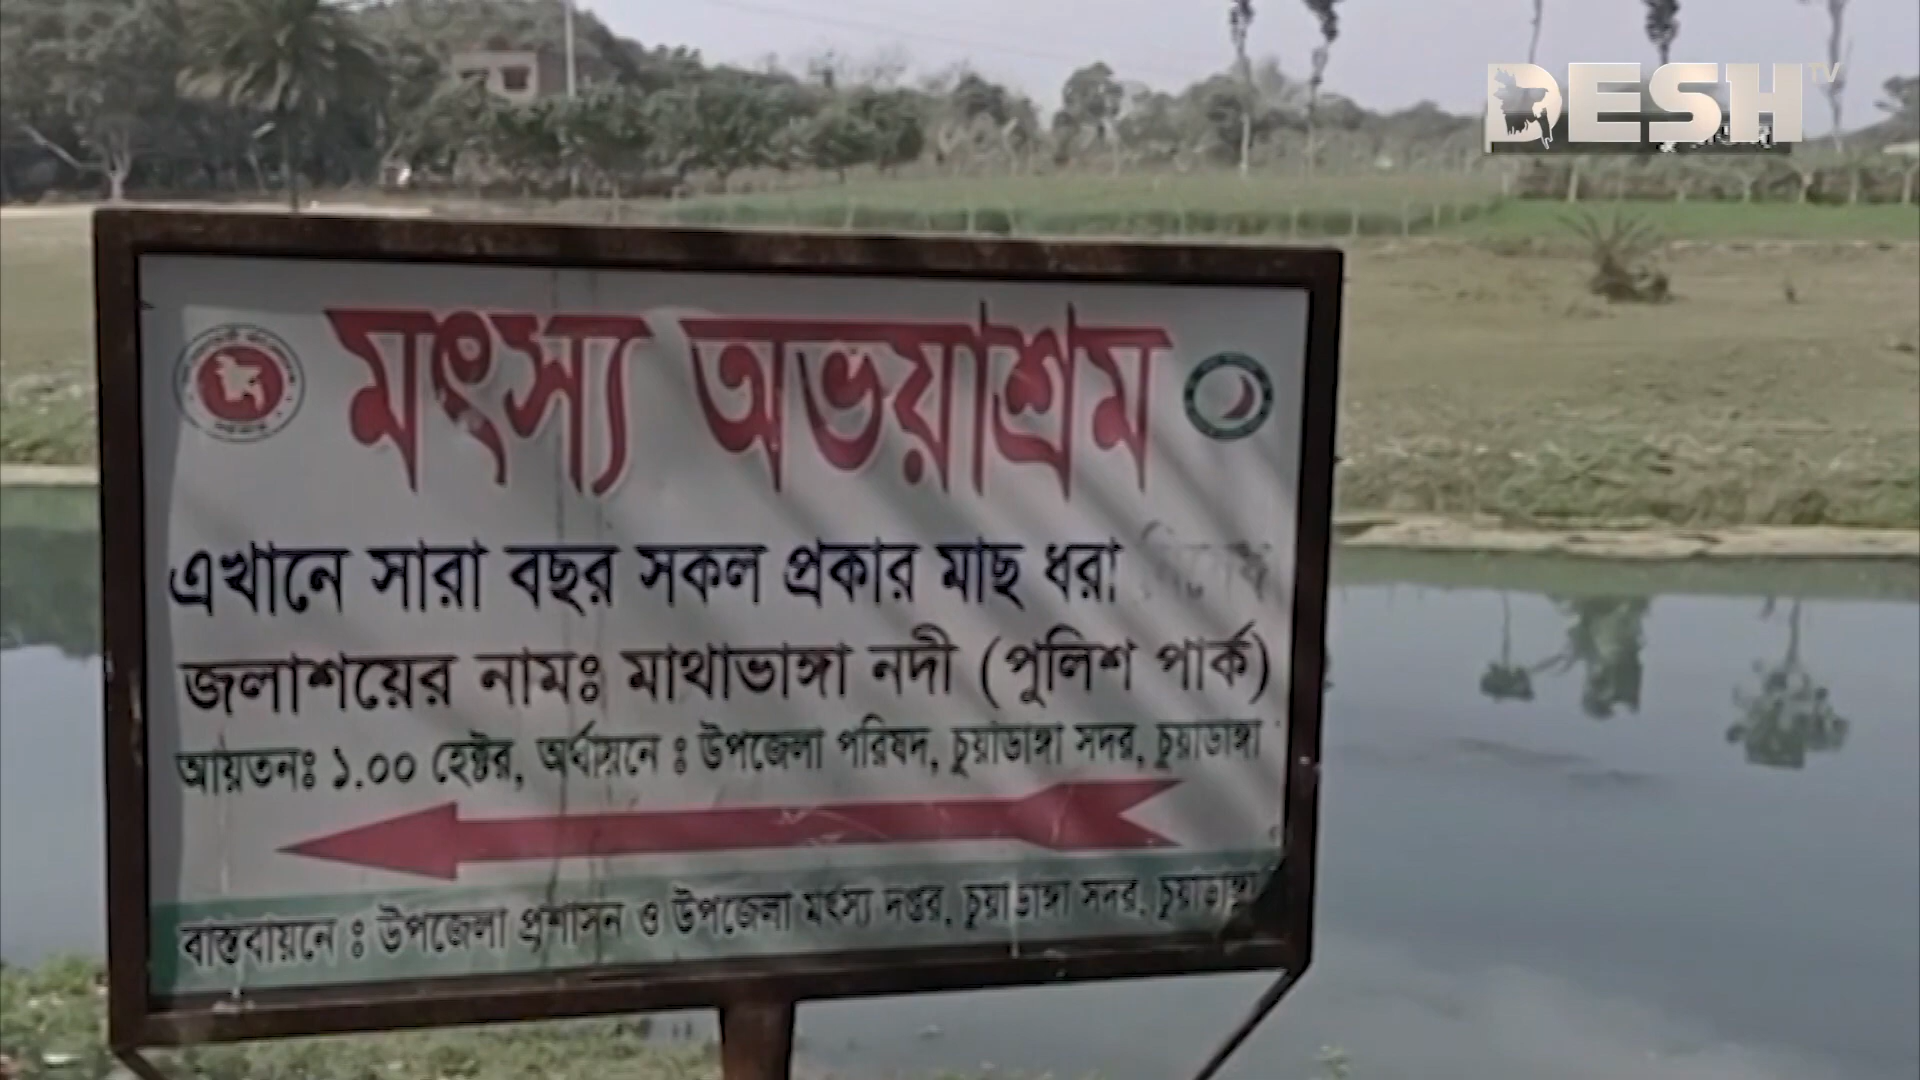 DESH TV
মৎস্য অভয়াশ্রম
এখানে সারা বছর সকল প্রকার মাছ ধরা
জলাশয়ের নামঃ মাথাভাঙ্গা নদী (পুলিশ পার্ক)
আয়তনঃ ১.০০ হেক্টর, অর্থায়নে ঃ উপজেলা পরিষদ, চুয়াডাঙ্গা সদর, চুয়াডাঙ্গা
বাস্তবায়নে ঃ উপজেলা প্রশাসন ও উপজেলা মৎস্য দপ্তর, চুয়াডাঙ্গা সদর, চুয়াডাঙ্গা